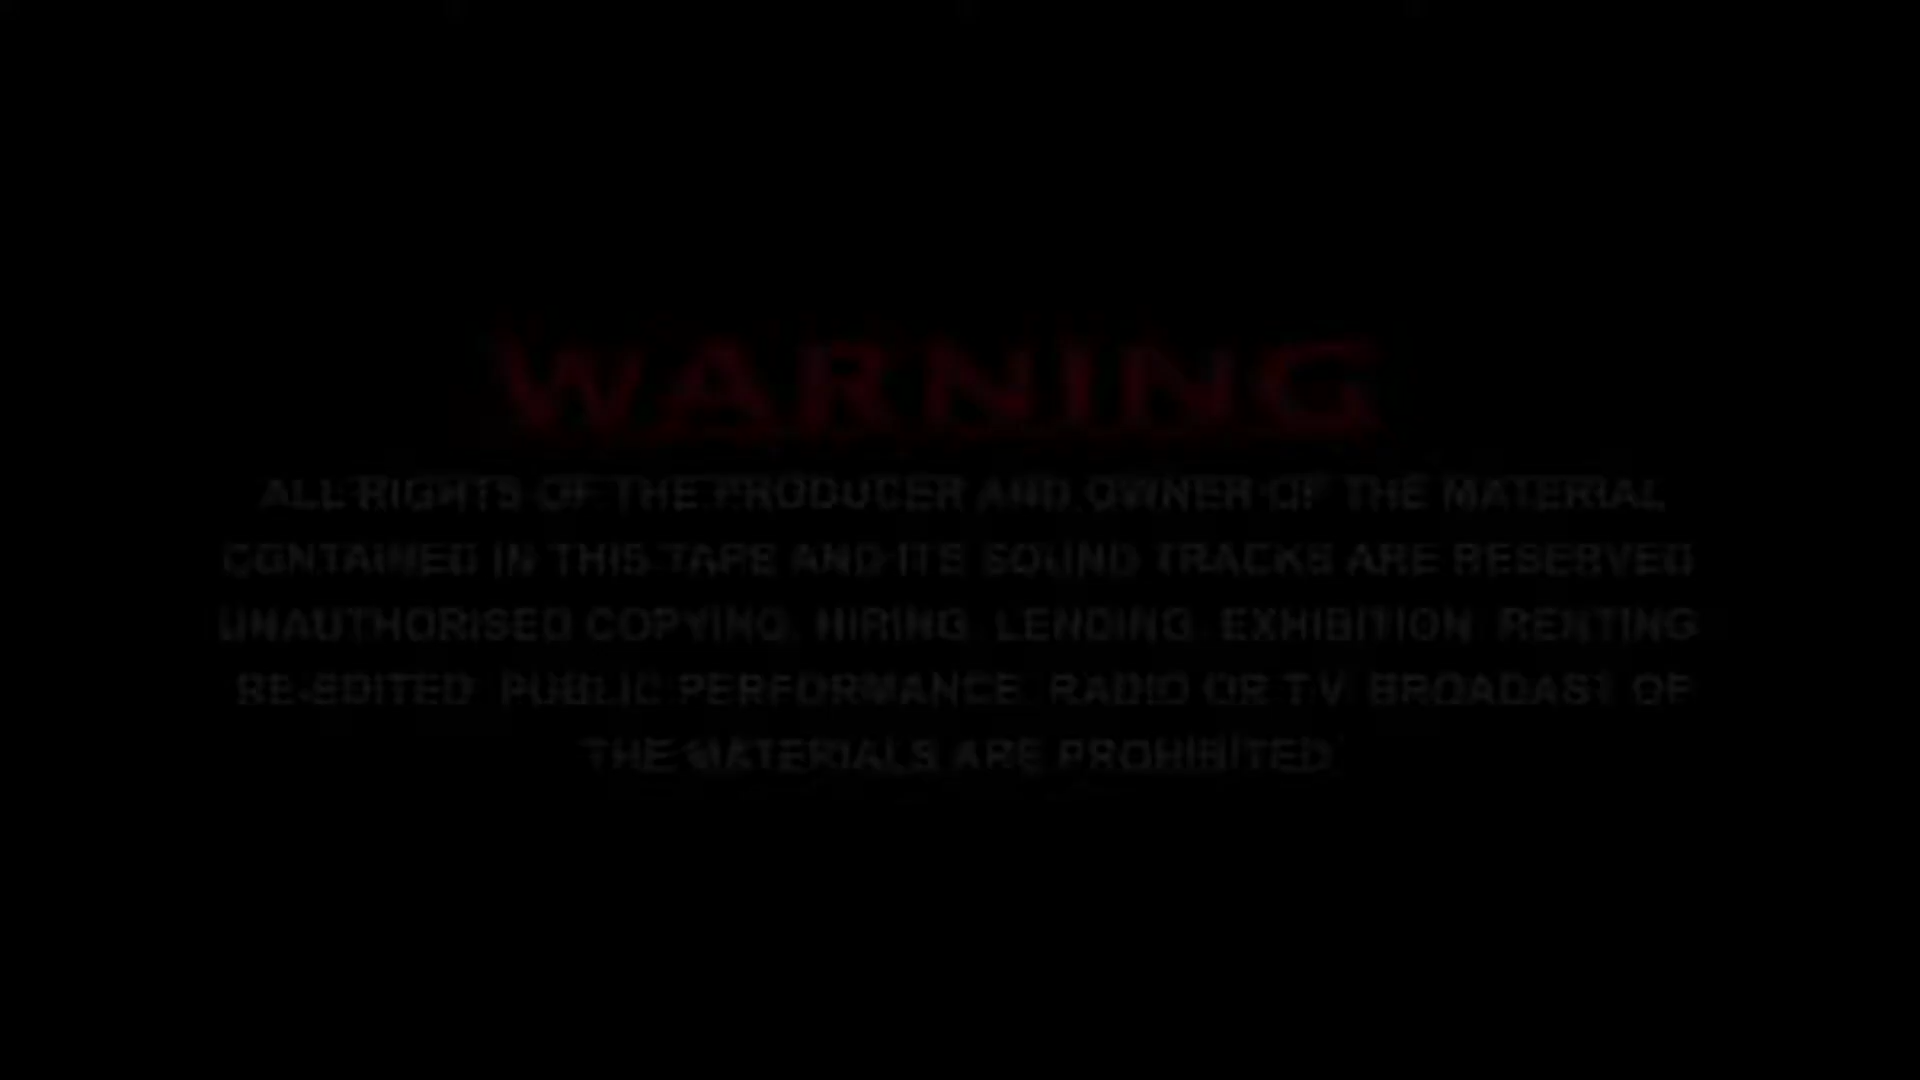 WARNING
ALL RIGHTS OF THE PRODUCER AND OWNER OF THE MATERIAL
CONTAINED IN THIS TAPE AND ITS SOUND TRACKS ARE RESERVED
UNAUTHORISED COPYING, HIRING, LENDING, EXHIBITION, RENTING
RE-EDITED, PUBLIC PERFORMANCE, RADIO OR T.V. BROADAST OF
THE MATERIALS ARE PROHIBITED.